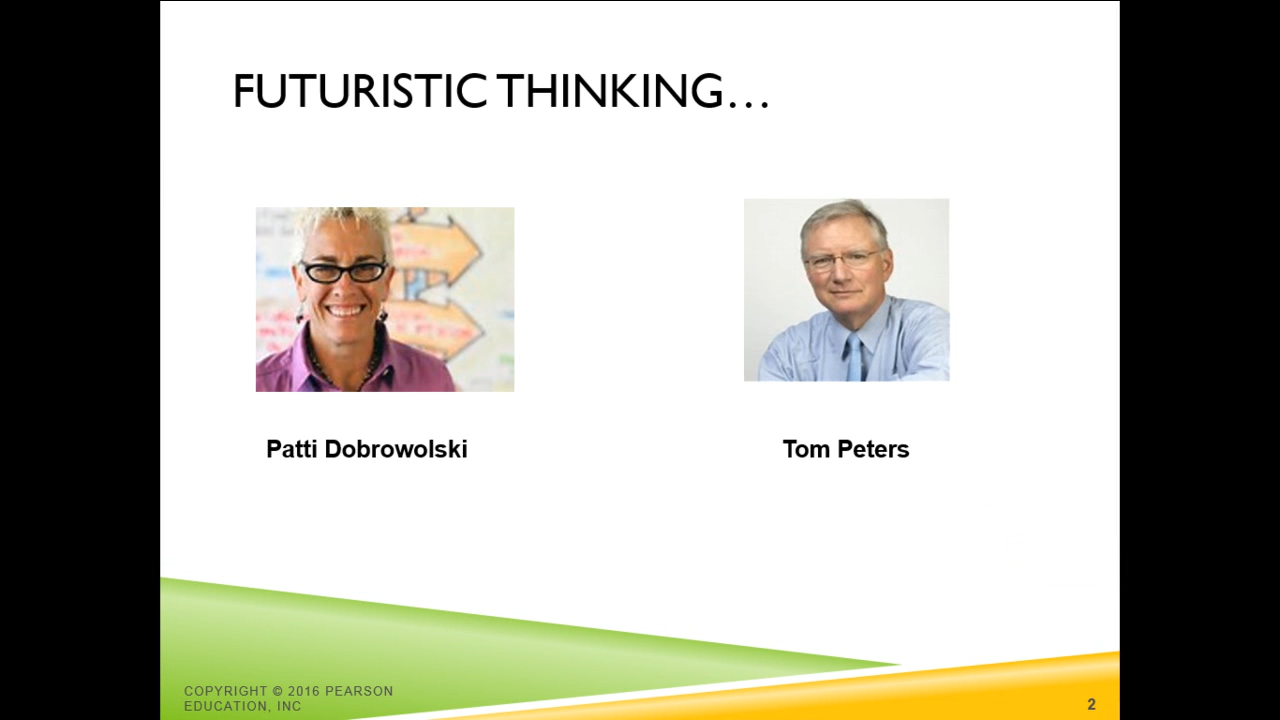 FUTURISTIC THINKING…
Patti Dobrowolski
Tom Peters
COPYRIGHT © 2016 PEARSON
EDUCATION, INC
2